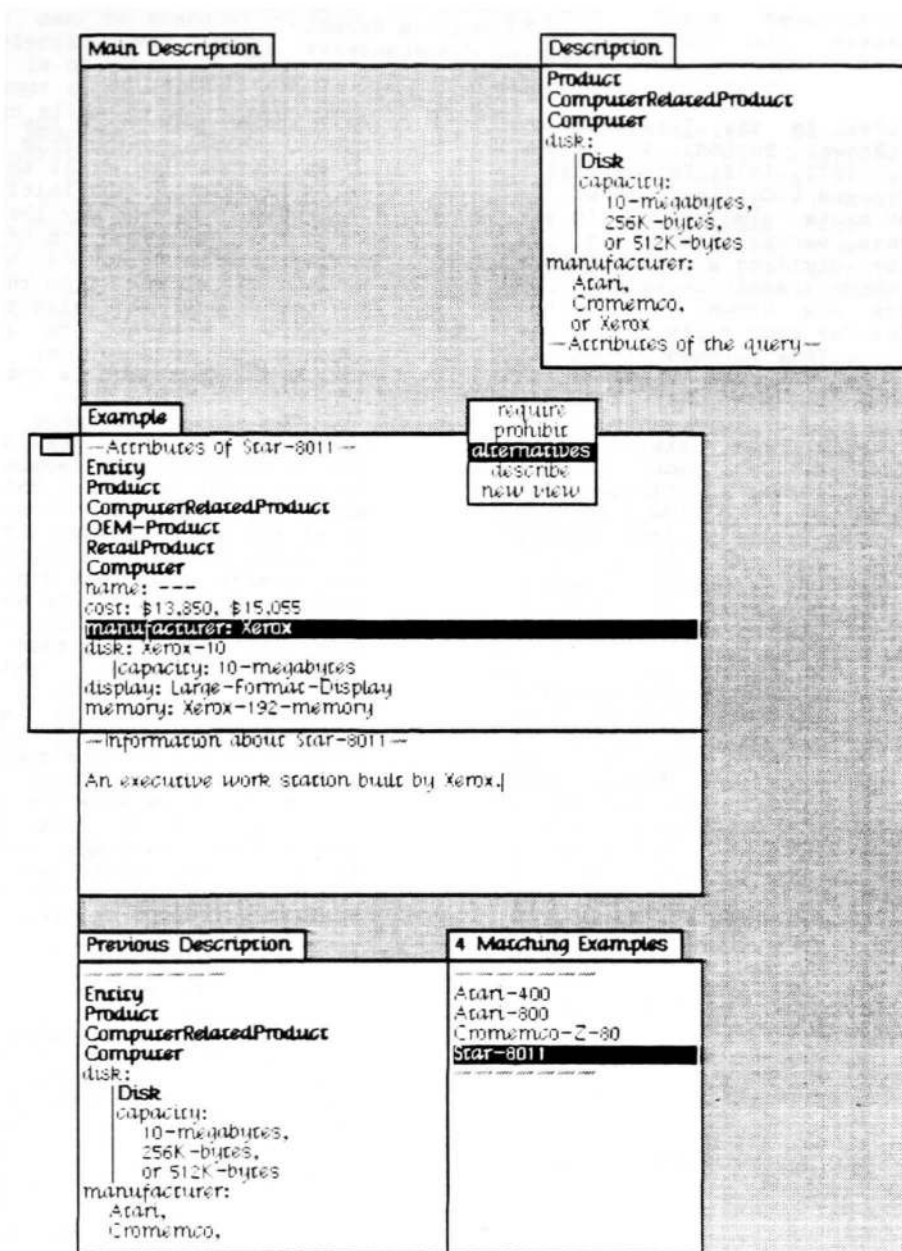 Main Description
Description
Product
ComputerRelatedProduct
Computer
disk:
Disk
capacity:
10-megabytes,
256K-bytes,
or 512K-bytes
manufacturer:
Atari,
Cromemco,
or Xerox
—Attributes of the query—
Example
require
prohibit
alternatives
describe
new view
—Attributes of Star-8011—
Entity
Product
ComputerRelatedProduct
OEM-Product
RetailProduct
Computer
name: ---
cost: $13,850, $15,055
manufacturer: Xerox
disk: Xerox-10
|capacity: 10-megabytes
display: Large-Format-Display
memory: Xerox-192-memory
—Information about Star-8011—
An executive work station built by Xerox.
Previous Description
Entity
Product
ComputerRelatedProduct
Computer
disk:
Disk
capacity:
10-megabytes,
256K-bytes,
or 512K-bytes
manufacturer:
Atari,
Cromemco,
4 Matching Examples
Atari-400
Atari-800
Cromemco-Z-80
Star-8011